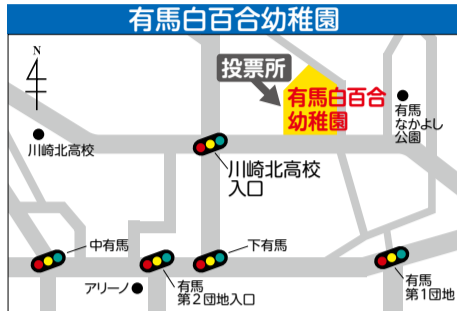 有馬白百合幼稚園
N
投票所
有馬白百合
幼稚園
有馬
なかよし
公園
川崎北高校
川崎北高校
入口
中有馬
下有馬
アリーノ
有馬
第2団地入口
有馬
第1団地